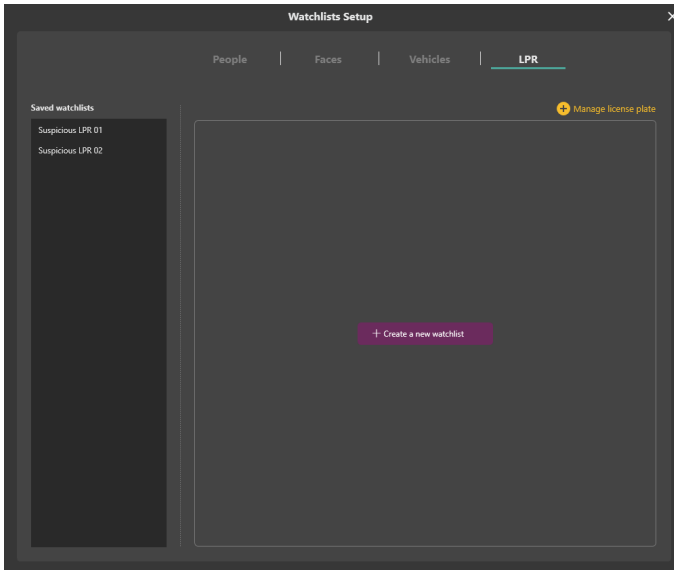 Watchlists Setup
People
Faces
Vehicles
LPR
Saved watchlists
Manage license plate
Suspicious LPR 01
Suspicious LPR 02
Create a new watchlist